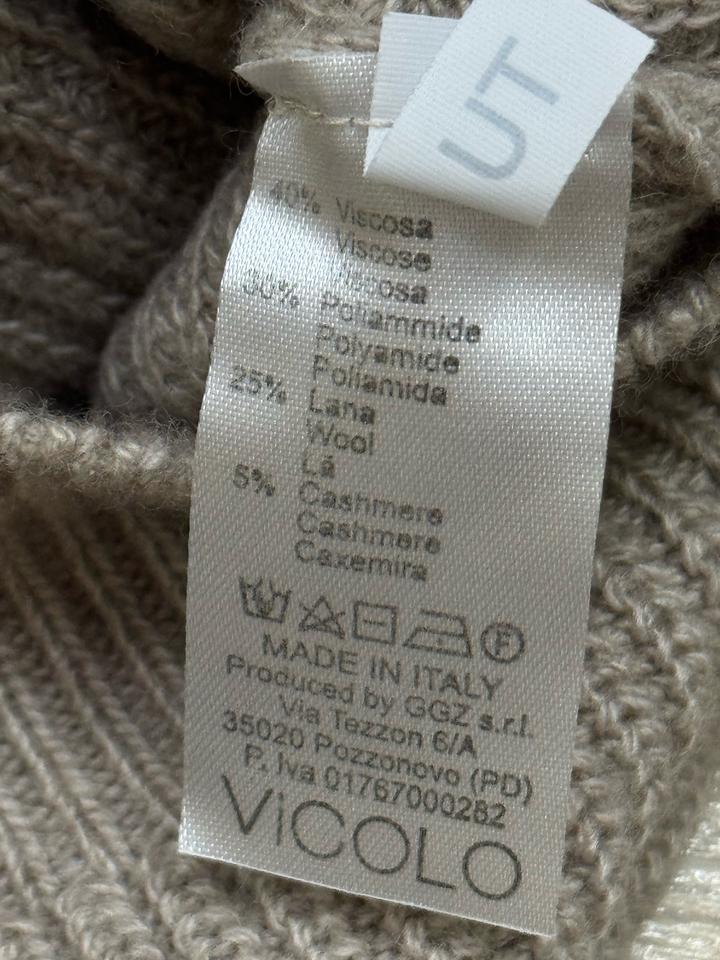 UT
40% Viscosa
Viscose
Viscosa
30% Poliammide
Polyamide
Poliamida
25% Lana
Wool
Lã
5% Cashmere
Cashmere
Caxemira
F
MADE IN ITALY
Produced by GGZ s.r.l.
Via Tezzon 6/A
35020 Pozzonovo (PD)
P. Iva 01767000282
ViCOLO